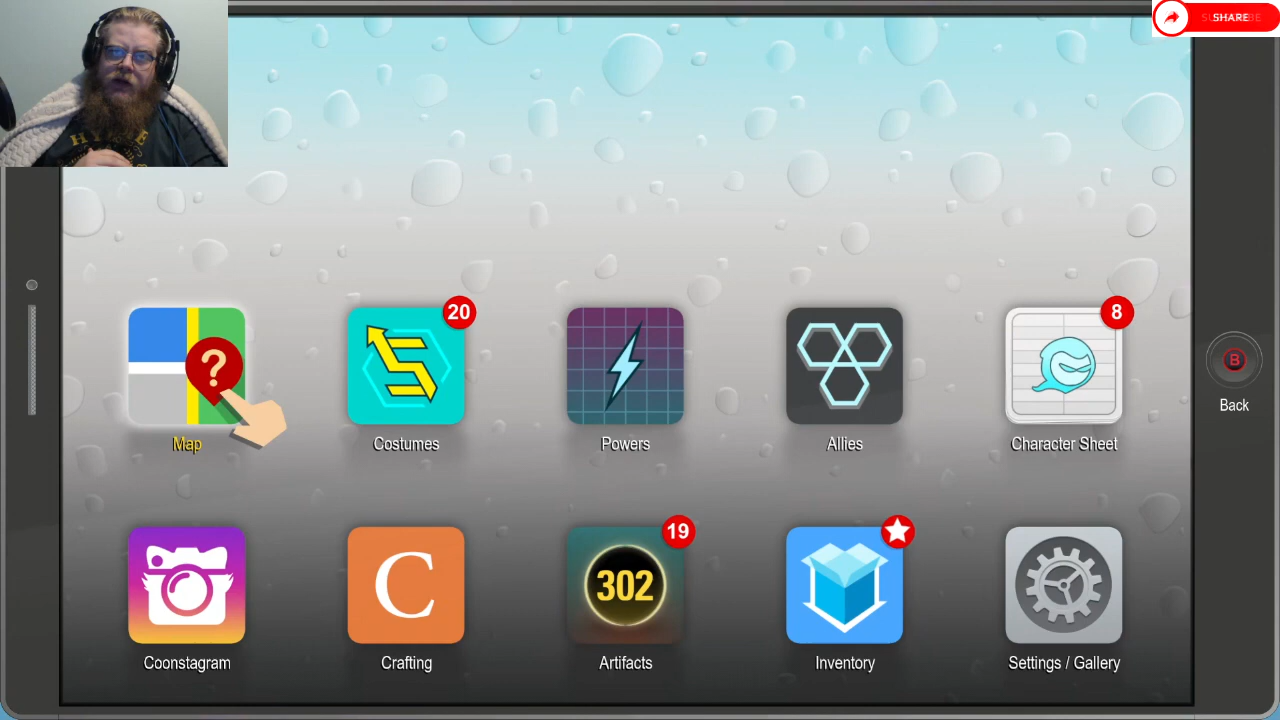 SHARE
?
20
8
Map
Costumes
Powers
Allies
Character Sheet
B
Back
C
302
19
Coonstagram
Crafting
Artifacts
Inventory
Settings / Gallery